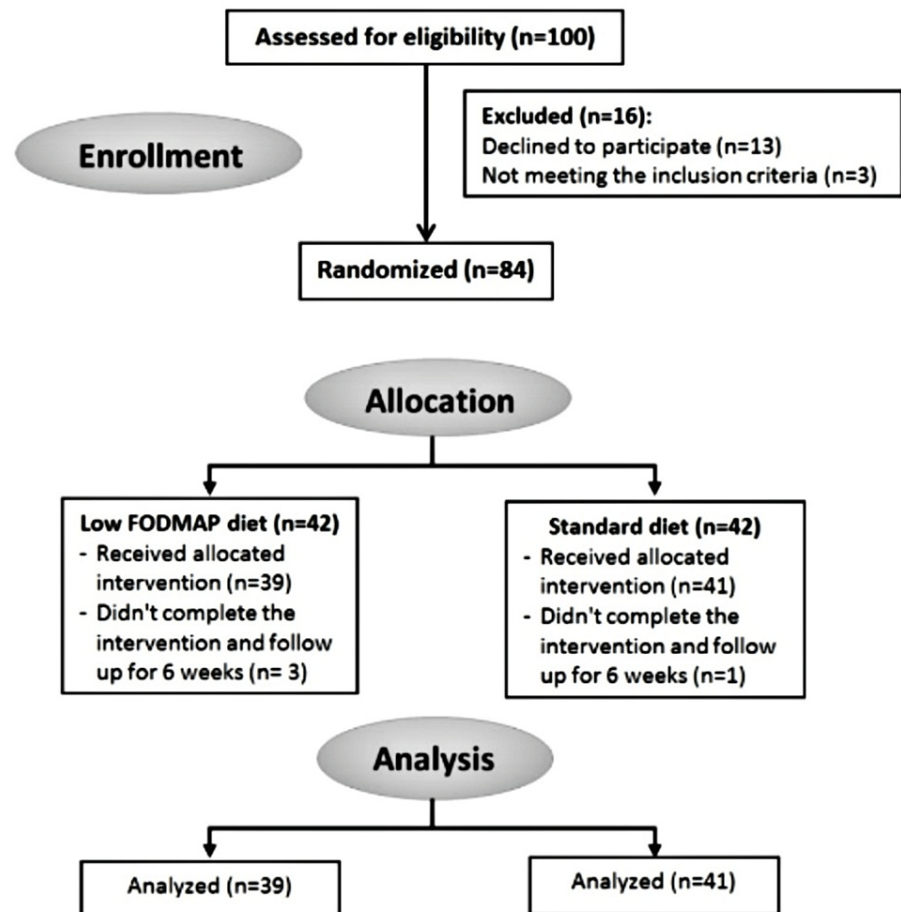 Assessed for eligibility (n=100)
Excluded (n=16):
Declined to participate (n=13)
Not meeting the inclusion criteria (n=3)
Enrollment
Randomized (n=84)
Allocation
Low FODMAP diet (n=42)
- Received allocated
intervention (n=39)
- Didn't complete the
intervention and follow
up for 6 weeks (n= 3)
Standard diet (n=42)
- Received allocated
intervention (n=41)
- Didn't complete the
intervention and follow
up for 6 weeks (n=1)
Analysis
Analyzed (n=39)
Analyzed (n=41)